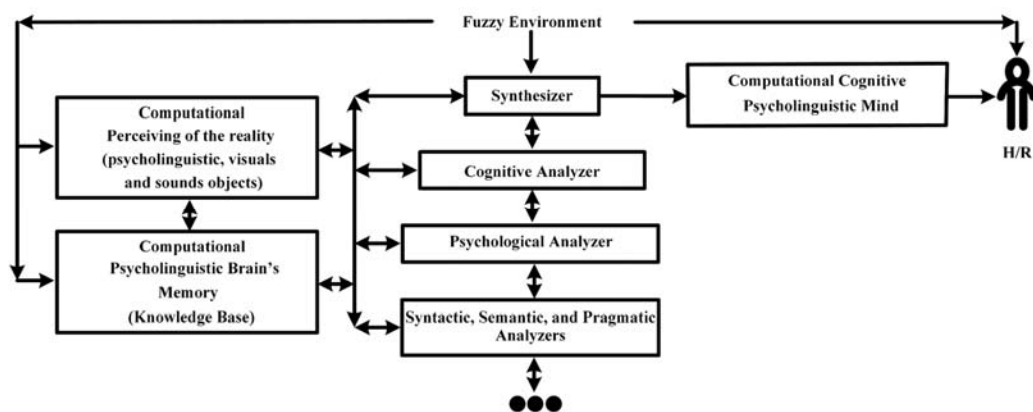 Fuzzy Environment
Synthesizer
Computational Cognitive
Psycholinguistic Mind
H/R
Computational
Perceiving of the reality
(psycholinguistic, visuals
and sounds objects)
Cognitive Analyzer
Psychological Analyzer
Computational
Psycholinguistic Brain's
Memory
(Knowledge Base)
Syntactic, Semantic, and Pragmatic
Analyzers